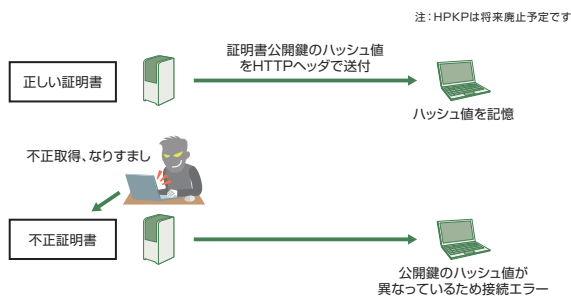 注：HPKPは将来廃止予定です
証明書公開鍵のハッシュ値
をHTTPヘッダで送付
正しい証明書
ハッシュ値を記憶
不正取得、なりすまし
不正証明書
公開鍵のハッシュ値が
異なっているため接続エラー